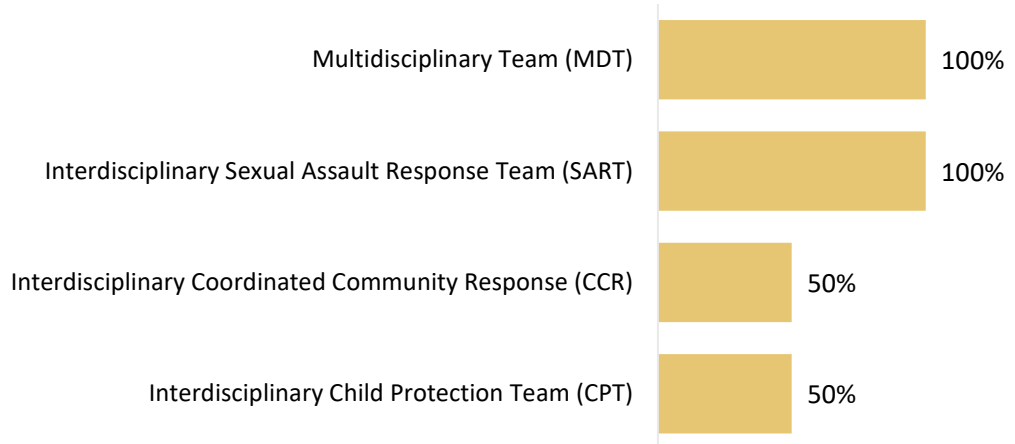 Multidisciplinary Team (MDT) 100%
Interdisciplinary Sexual Assault Response Team (SART) 100%
Interdisciplinary Coordinated Community Response (CCR) 50%
Interdisciplinary Child Protection Team (CPT) 50%